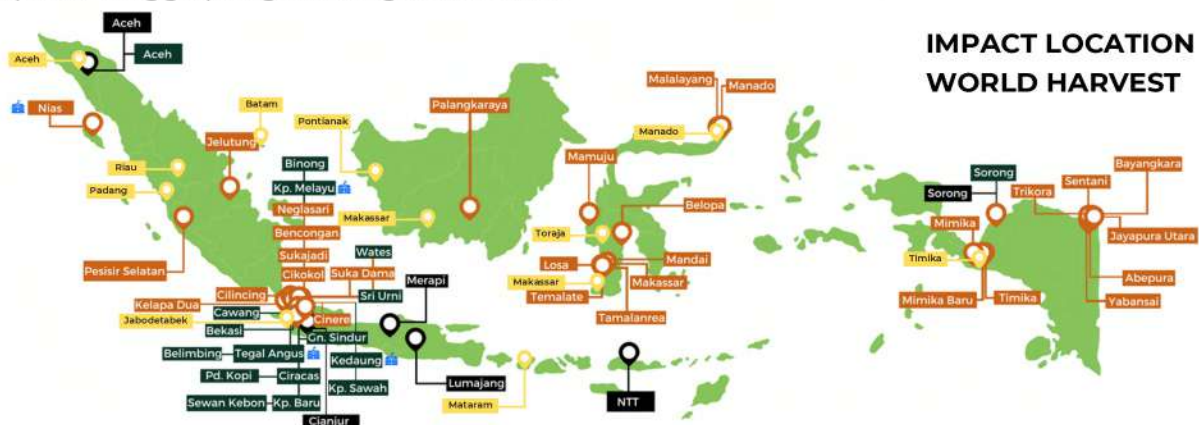 IMPACT LOCATION
WORLD HARVEST
Aceh
Aceh
Aceh
Nias
Batam
Jelutung
Riau
Padang
Pesisir Selatan
Pontianak
Palangkaraya
Makassar
Binong
Kp. Melayu
Neglasari
Bencongan
Sukajadi
Cikokol
Wates
Suka Dama
Sri Urni
Cilincing
Kelapa Dua
Cawang
Jabodetabek
Cinere
Bekasi
Gn. Sindur
Belimbing
Tegal Angus
Kedaung
Pd. Kopi
Ciracas
Kp. Sawah
Sewan Kebon
Kp. Baru
Cianjur
Merapi
Lumajang
Mataram
NTT
Malalayang
Manado
Manado
Mamuju
Belopa
Toraja
Losa
Mandai
Makassar
Makassar
Temalate
Tamalanrea
Sorong
Sorong
Mimika
Timika
Mimika Baru
Timika
Trikora
Sentani
Bayangkara
Jayapura Utara
Abepura
Yabansai